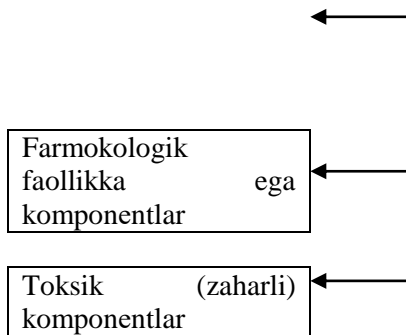 Farmokologik
faollikka ega
komponentlar
Toksik (zaharli)
komponentlar